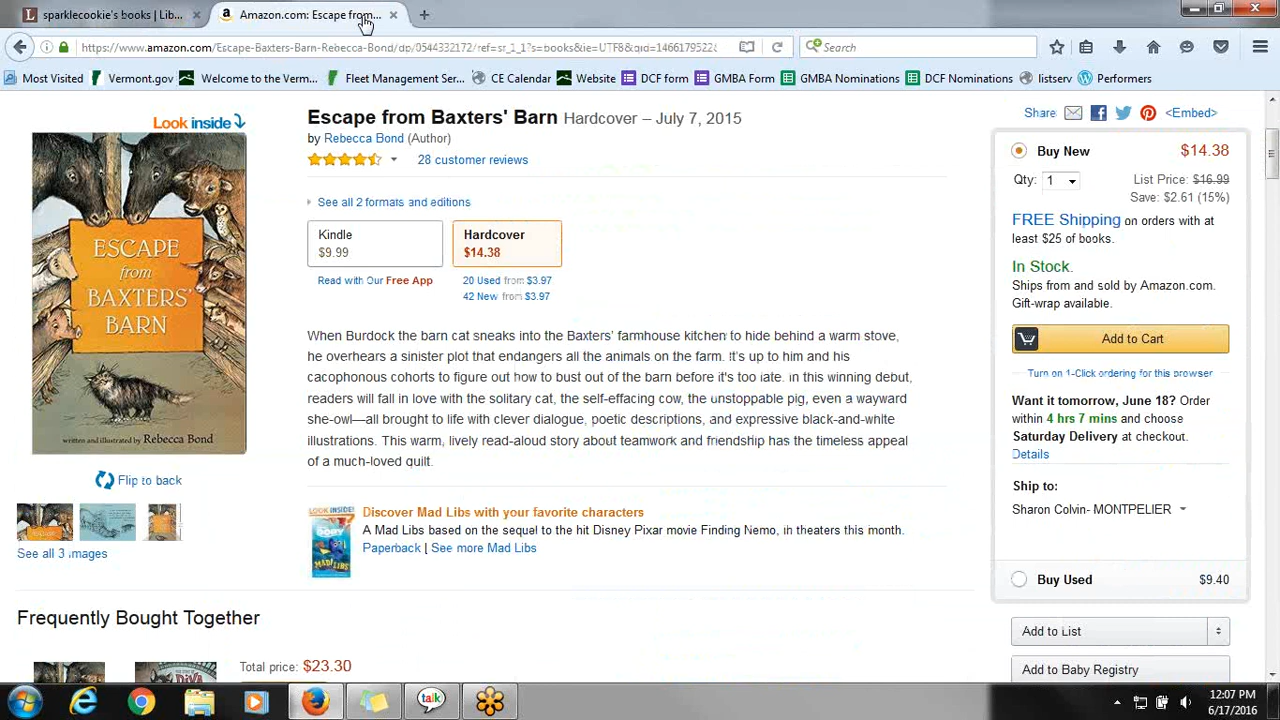 sparklecookie's books | Lib...
Amazon.com: Escape from...
https://www.amazon.com/Escape-Baxters-Barn-Rebecca-Bond/dp/0544332172/ref=sr_1_1?s=books&ie=UTF8&qid=1466179522&
Search
Most Visited
Vermont.gov
Welcome to the Verm...
Fleet Management Ser...
CE Calendar
Website
DCF form
GMBA Form
GMBA Nominations
DCF Nominations
listserv
Performers
Look inside
ESCAPE
from
BAXTERS'
BARN
written and illustrated by Rebecca Bond
Flip to back
See all 3 images
Escape from Baxters' Barn Hardcover – July 7, 2015
by Rebecca Bond (Author)
28 customer reviews
See all 2 formats and editions
Kindle
$9.99
Hardcover
$14.38
Read with Our Free App
20 Used from $3.97
42 New from $3.97
When Burdock the barn cat sneaks into the Baxters' farmhouse kitchen to hide behind a warm stove,
he overhears a sinister plot that endangers all the animals on the farm. It's up to him and his
cacophonous cohorts to figure out how to bust out of the barn before it's too late. In this winning debut,
readers will fall in love with the solitary cat, the self-effacing cow, the unstoppable pig, even a wayward
she-owl—all brought to life with clever dialogue, poetic descriptions, and expressive black-and-white
illustrations. This warm, lively read-aloud story about teamwork and friendship has the timeless appeal
of a much-loved quilt.
LOOK INSIDE!
MAD LIBS
Discover Mad Libs with your favorite characters
A Mad Libs based on the sequel to the hit Disney Pixar movie Finding Nemo, in theaters this month.
Paperback | See more Mad Libs
Frequently Bought Together
Total price: $23.30
Share:
<Embed>
Buy New
$14.38
Qty: 1
List Price: $16.99
Save: $2.61 (15%)
FREE Shipping on orders with at
least $25 of books.
In Stock.
Ships from and sold by Amazon.com.
Gift-wrap available.
Add to Cart
Turn on 1-Click ordering for this browser
Want it tomorrow, June 18? Order
within 4 hrs 7 mins and choose
Saturday Delivery at checkout.
Details
Ship to:
Sharon Colvin- MONTPELIER
Buy Used
$9.40
Add to List
Add to Baby Registry
talk
12:07 PM
6/17/2016